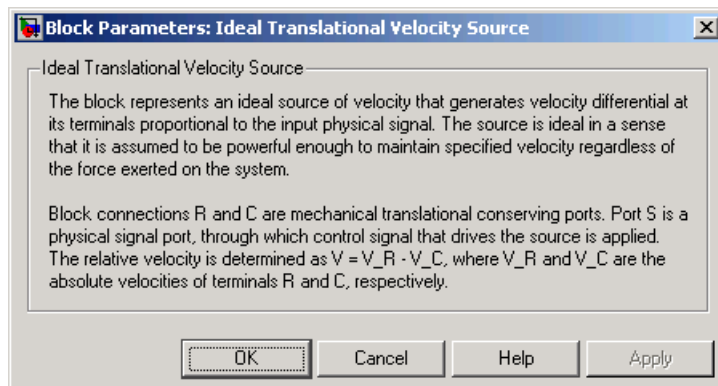 Block Parameters: Ideal Translational Velocity Source
Ideal Translational Velocity Source
The block represents an ideal source of velocity that generates velocity differential at
its terminals proportional to the input physical signal. The source is ideal in a sense
that it is assumed to be powerful enough to maintain specified velocity regardless of
the force exerted on the system.
Block connections R and C are mechanical translational conserving ports. Port S is a
physical signal port, through which control signal that drives the source is applied.
The relative velocity is determined as V = V_R - V_C, where V_R and V_C are the
absolute velocities of terminals R and C, respectively.
OK Cancel Help Apply